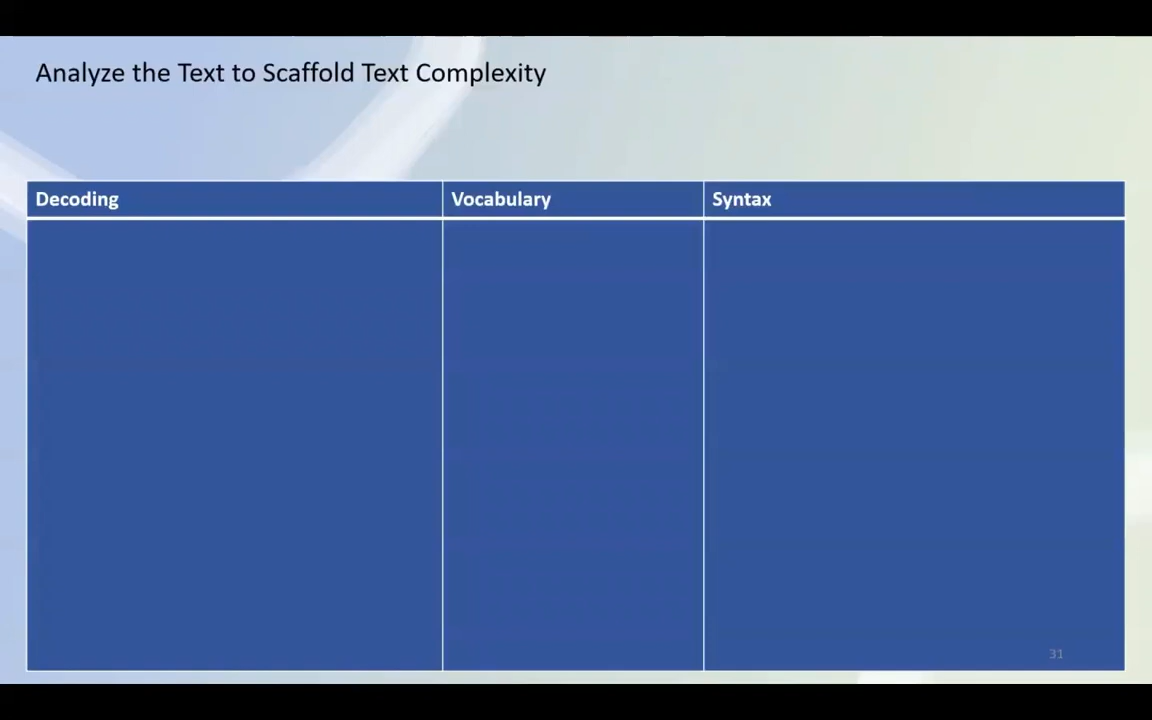 Analyze the Text to Scaffold Text Complexity
Decoding
Vocabulary
Syntax
31